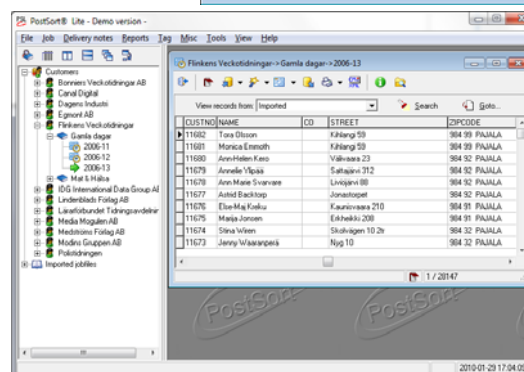 PostSort® Lite - Demo version -
File Job Delivery notes Reports Tag Misc Tools View Help
Customers
Bonniers Veckotidningar AB
Canal Digital
Dagens Industri
Egmont AB
Flinkens Veckotidningar
Gamla dagar
2006-11
2006-12
2006-13
Mat & Hälsa
IDG International Data Group Al
Lindenblads Förlag AB
Lärarförbundet Tidningsavdelnir
Media Mogulen AB
Medströms Förlag AB
Modins Gruppen AB
Polistidningen
Imported jobfiles
Flinkens Veckotidningar->Gamla dagar->2006-13
View records from: Imported Search Goto...
CUSTNO NAME CO STREET ZIPCODE
11682 Tora Olsson Kihlangi 59 984 99 PAJALA
11681 Monica Enmoth Kihlangi 59 984 99 PAJALA
11680 Ann-Helen Kero Välivaara 23 984 92 PAJALA
11679 Annelie Vlipää Sattajärvi 312 984 92 PAJALA
11678 Ann Marie Svarvare Liviöjärvi 88 984 92 PAJALA
11677 Astrid Backtorp Jonastorpet 984 92 PAJALA
11676 Else-Maj Kreku Kaunisvaara 210 984 91 PAJALA
11675 Marija Jonsen Erkheikki 208 984 91 PAJALA
11674 Stina Wiren Skolvägen 10 2tr 984 32 PAJALA
11673 Jenny Waaranperä Nyg 10 984 32 PAJALA
1 / 20147
PostSort PostSort
2010-01-29 17:04:05